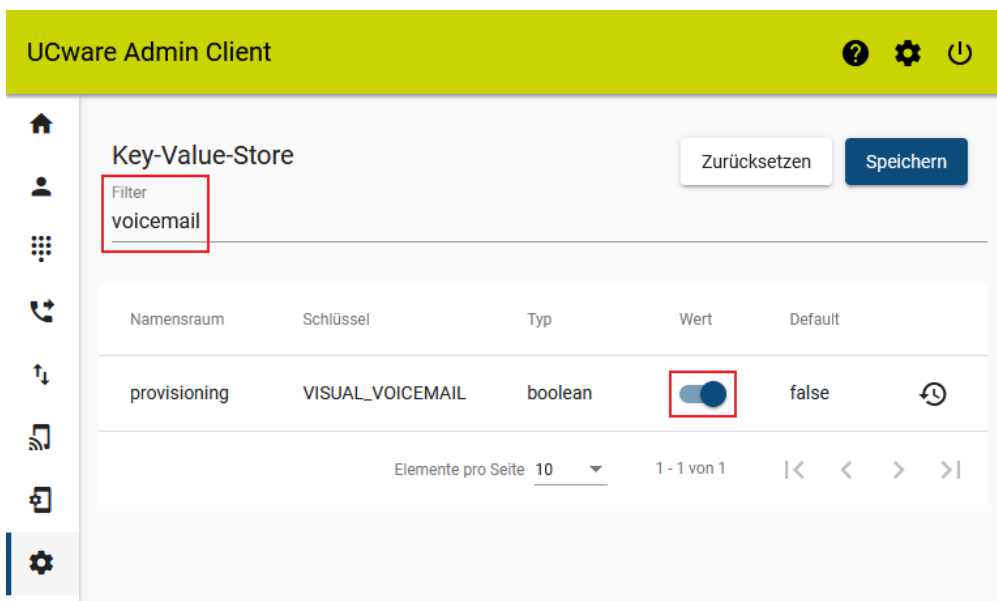 UCware Admin Client
Key-Value-Store
Zurücksetzen
Speichern
Filter
voicemail
Namensraum Schlüssel Typ Wert Default
provisioning VISUAL_VOICEMAIL boolean false
Elemente pro Seite 10 1 - 1 von 1